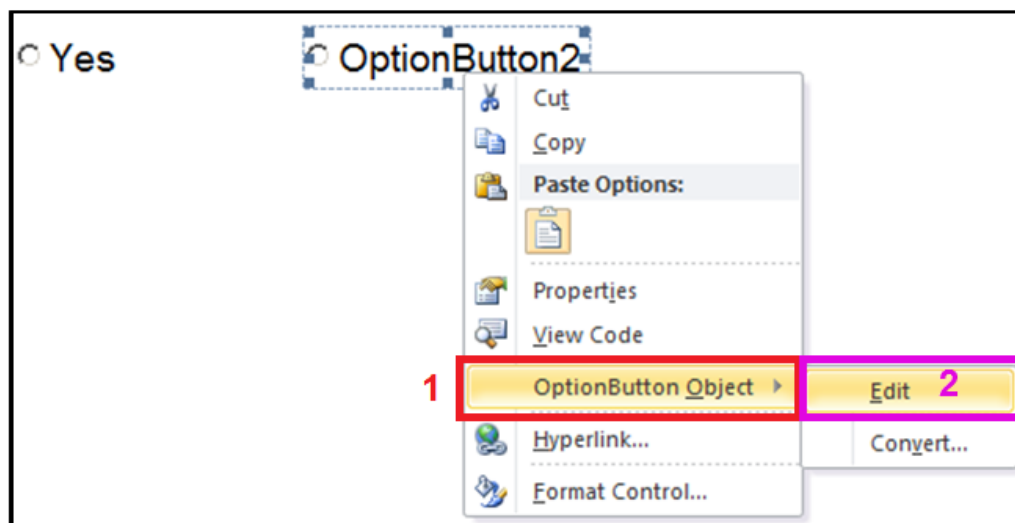 Yes OptionButton2
Cut
Copy
Paste Options:
Properties
View Code
1 OptionButton Object Edit 2
Hyperlink... Convert...
Format Control...